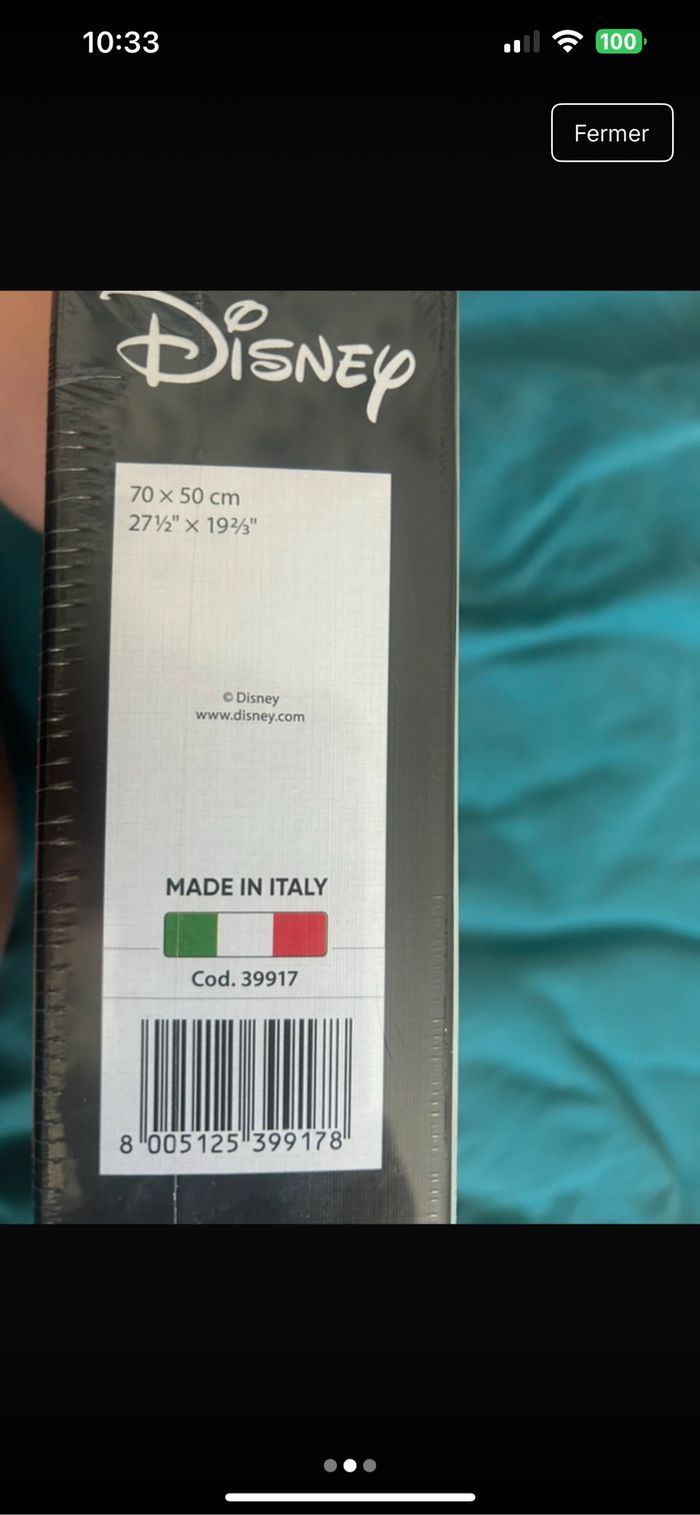 10:33
100
Fermer
Disney
70 × 50 cm
27½" × 19⅔"
© Disney
www.disney.com
MADE IN ITALY
Cod. 39917
8 005125 399178